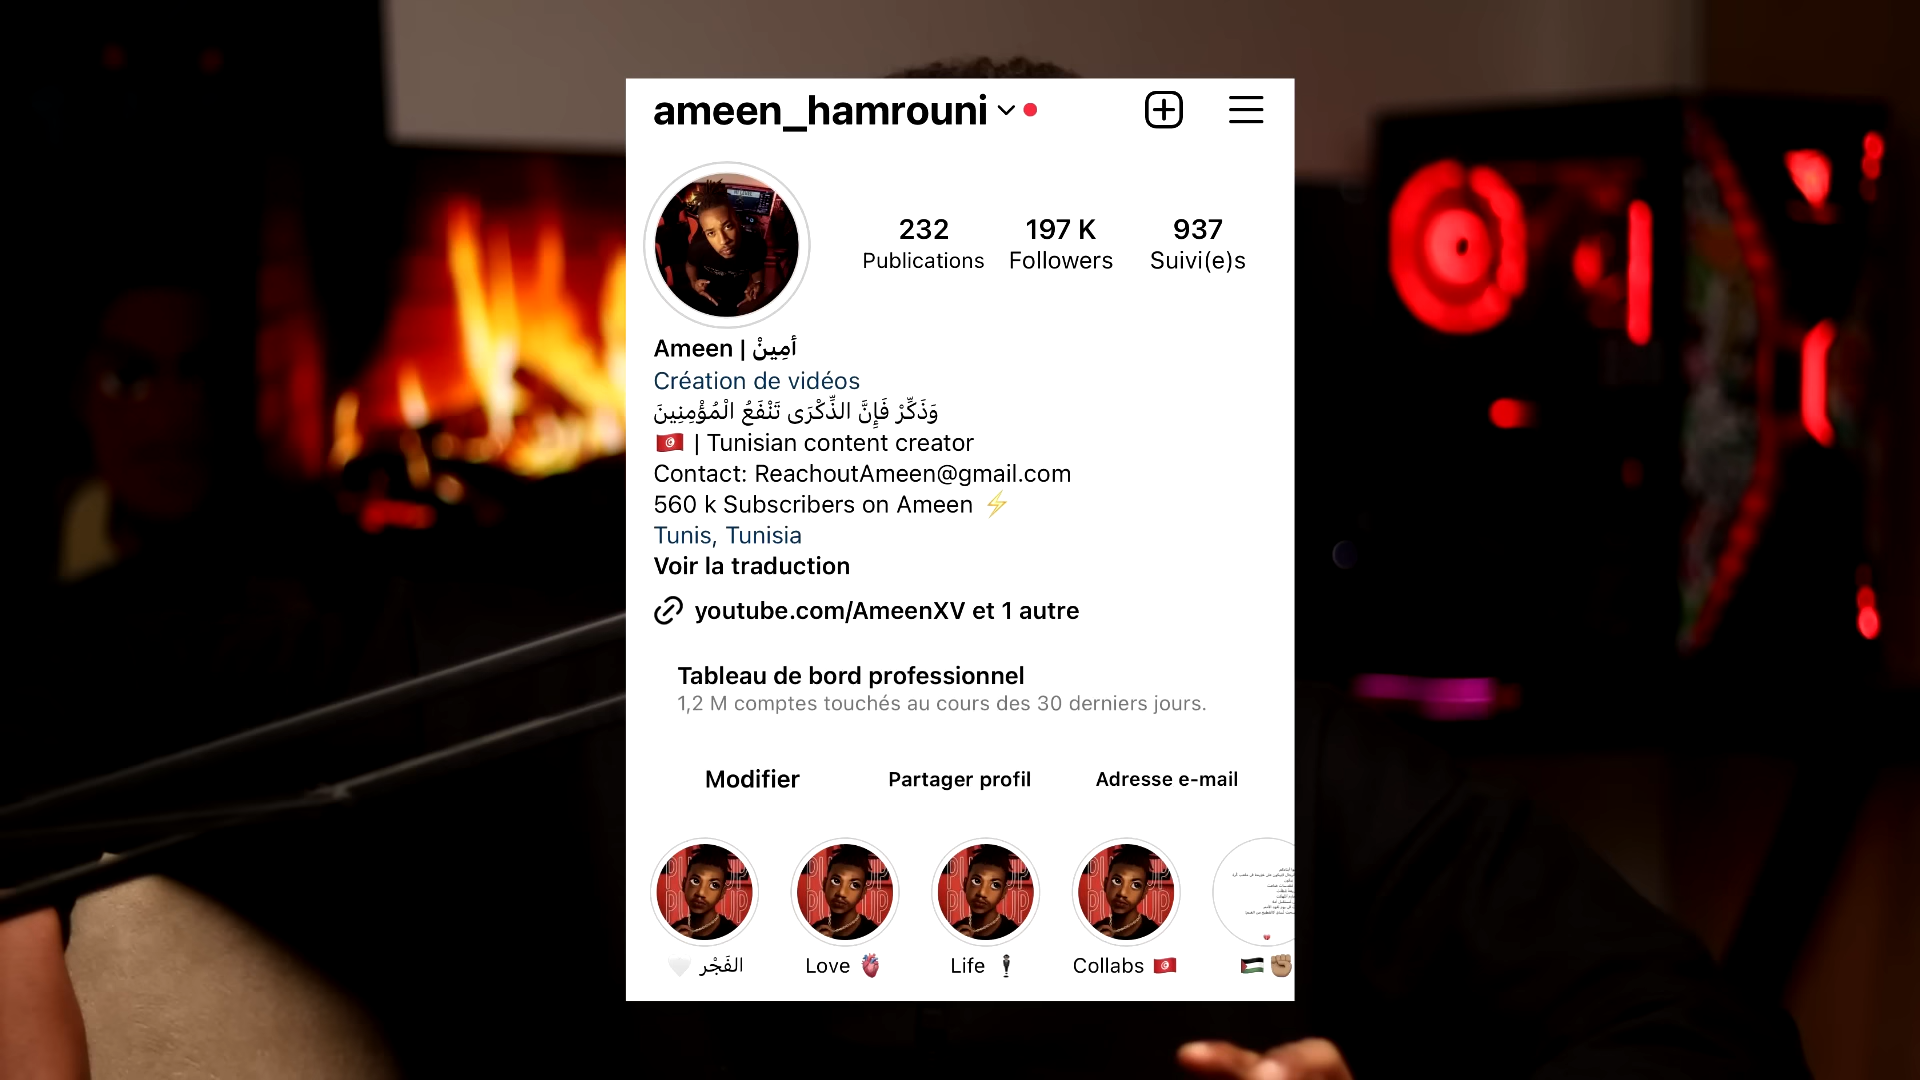 ameen_hamrouni
232 197 K 937
Publications Followers Suivi(e)s
Ameen | أمِينْ
Création de vidéos
وَذَكِّرْ فَإِنَّ الذِّكْرَى تَنْفَعُ الْمُؤْمِنِينَ
🇹🇳 | Tunisian content creator
Contact: ReachoutAmeen@gmail.com
560 k Subscribers on Ameen ⚡
Tunis, Tunisia
Voir la traduction
youtube.com/AmeenXV et 1 autre
Tableau de bord professionnel
1,2 M comptes touchés au cours des 30 derniers jours.
Modifier Partager profil Adresse e-mail
🤍 الفَجْر Love 🫀 Life 🕴 Collabs 🇹🇳 🇵🇸 ✊🏽